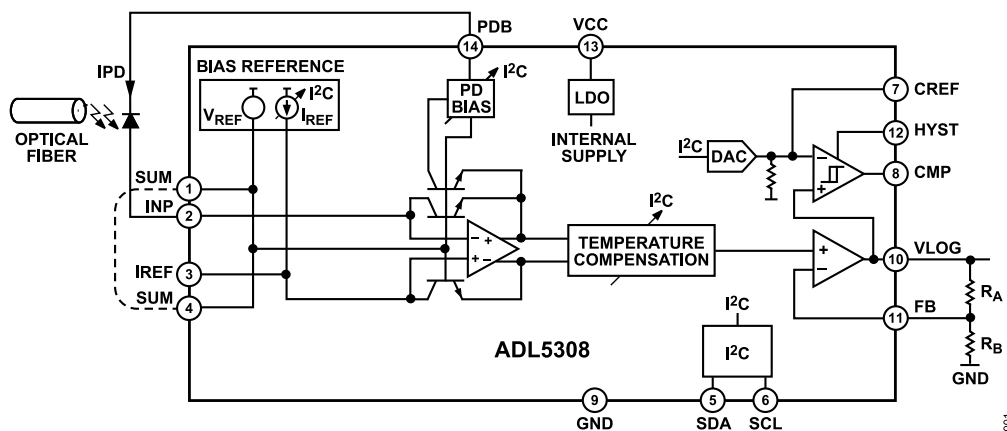 PDB
14
VCC
13
IPD
BIAS REFERENCE
VREF
I²C
IREF
I²C
PD
BIAS
LDO
INTERNAL
SUPPLY
OPTICAL
FIBER
CREF
7
HYST
12
I²C
DAC
−
+
CMP
8
SUM
1
INP
2
− +
+ −
I²C
TEMPERATURE
COMPENSATION
+
−
VLOG
10
IREF
3
SUM
4
RA
FB
11
RB
GND
I²C
I²C
ADL5308
9
GND
5
SDA
6
SCL
001